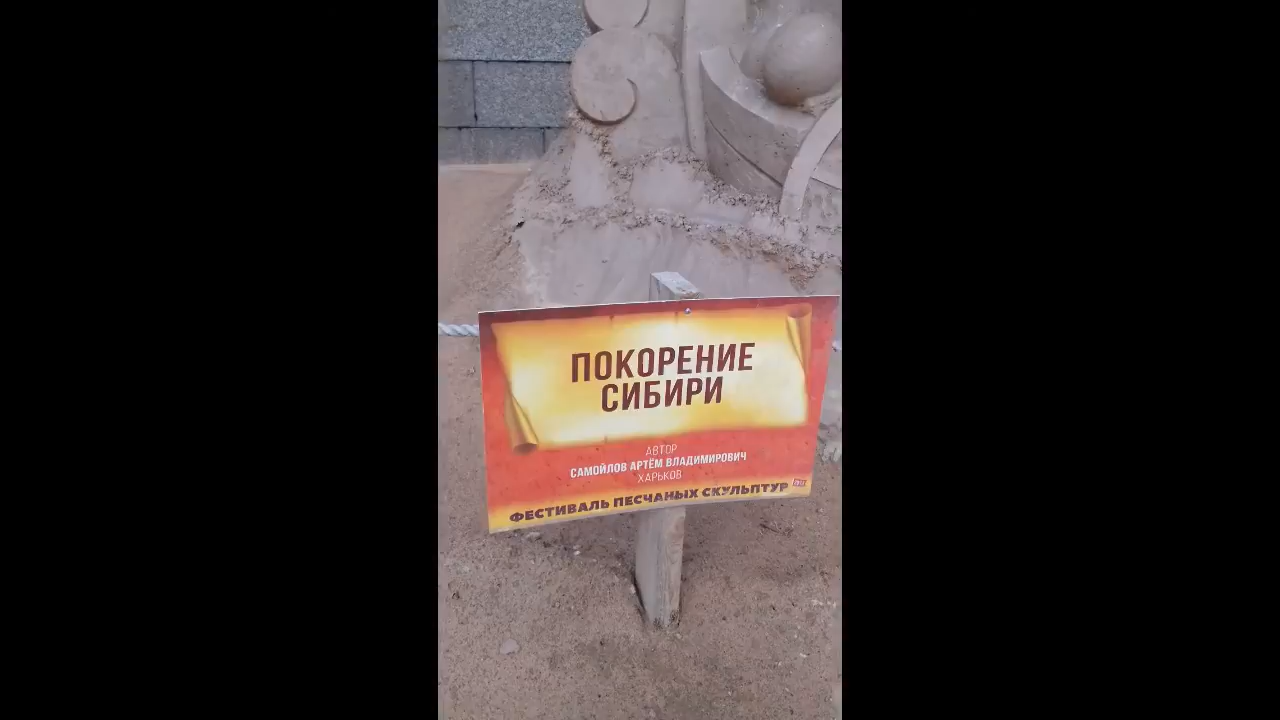 ПОКОРЕНИЕ
СИБИРИ
АВТОР
САМОЙЛОВ АРТЁМ ВЛАДИМИРОВИЧ
ХАРЬКОВ
ФЕСТИВАЛЬ ПЕСЧАНЫХ СКУЛЬПТУР